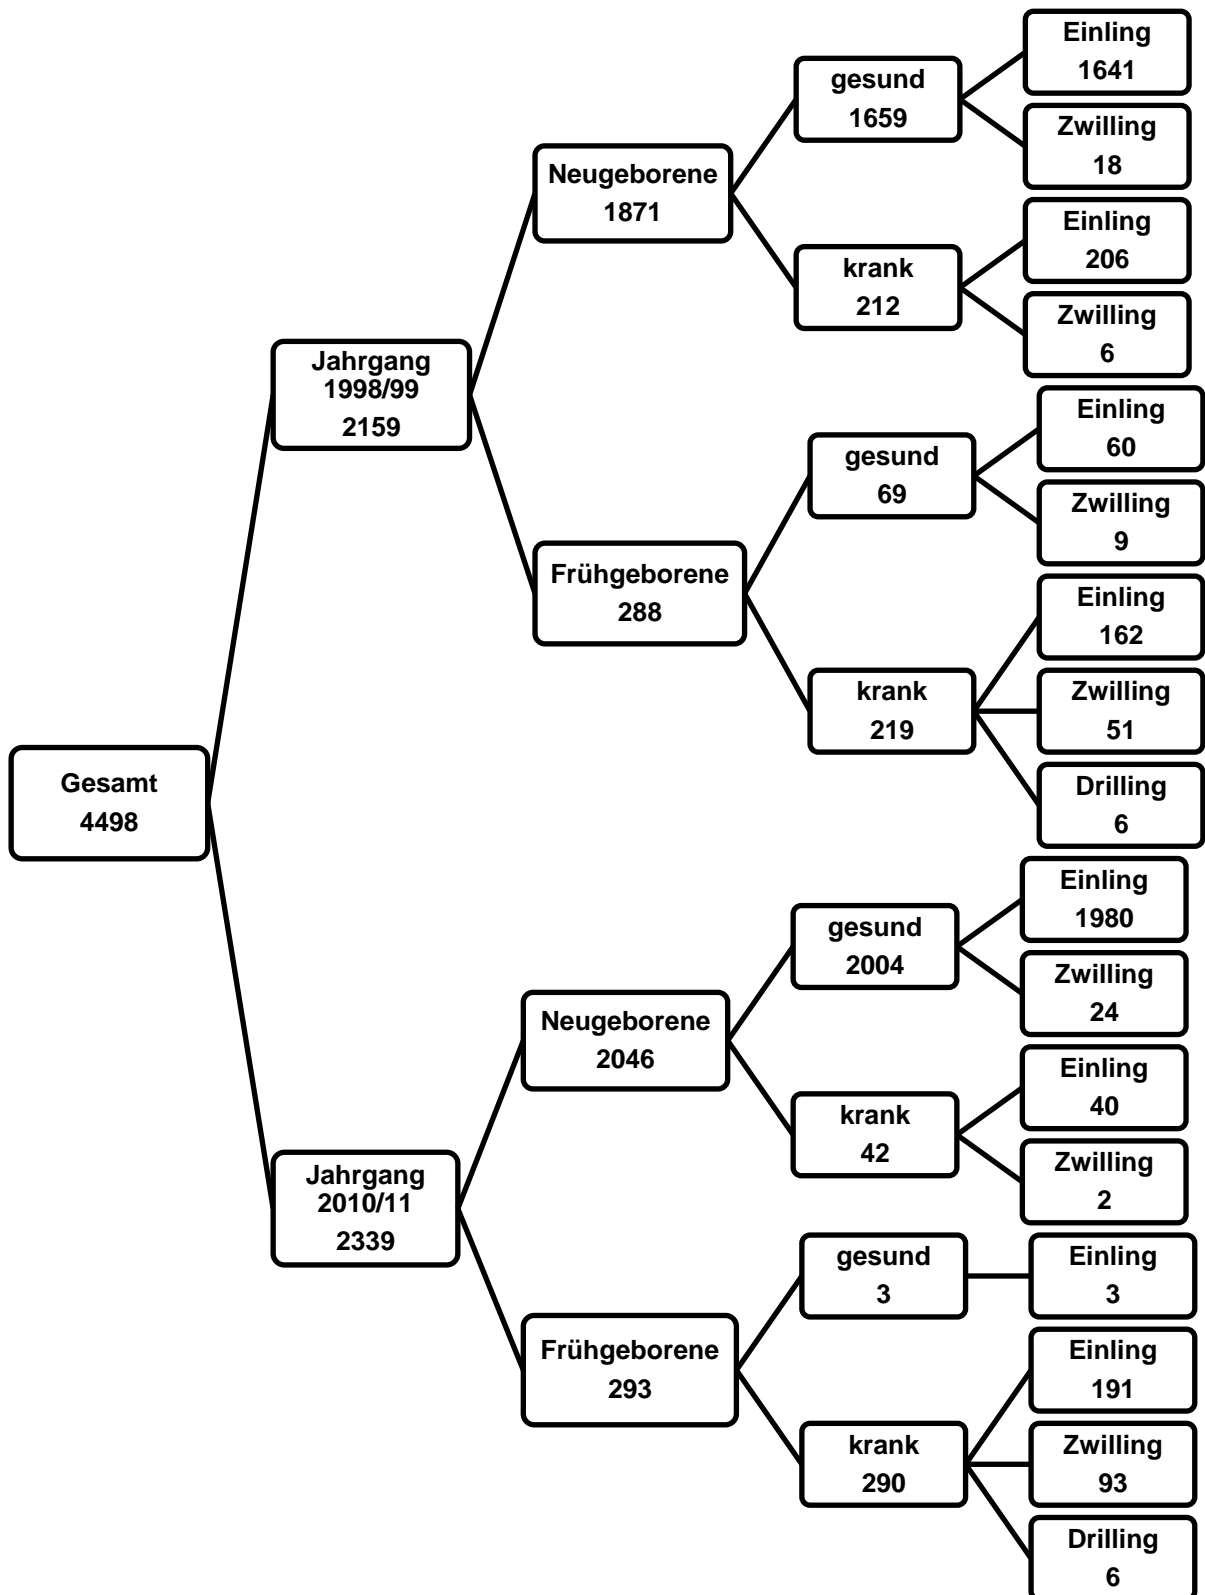 Gesamt
4498
Jahrgang
1998/99
2159
Neugeborene
1871
gesund
1659
Einling
1641
Zwilling
18
krank
212
Einling
206
Zwilling
6
Frühgeborene
288
gesund
69
Einling
60
Zwilling
9
krank
219
Einling
162
Zwilling
51
Drilling
6
Jahrgang
2010/11
2339
Neugeborene
2046
gesund
2004
Einling
1980
Zwilling
24
krank
42
Einling
40
Zwilling
2
Frühgeborene
293
gesund
3
Einling
3
krank
290
Einling
191
Zwilling
93
Drilling
6